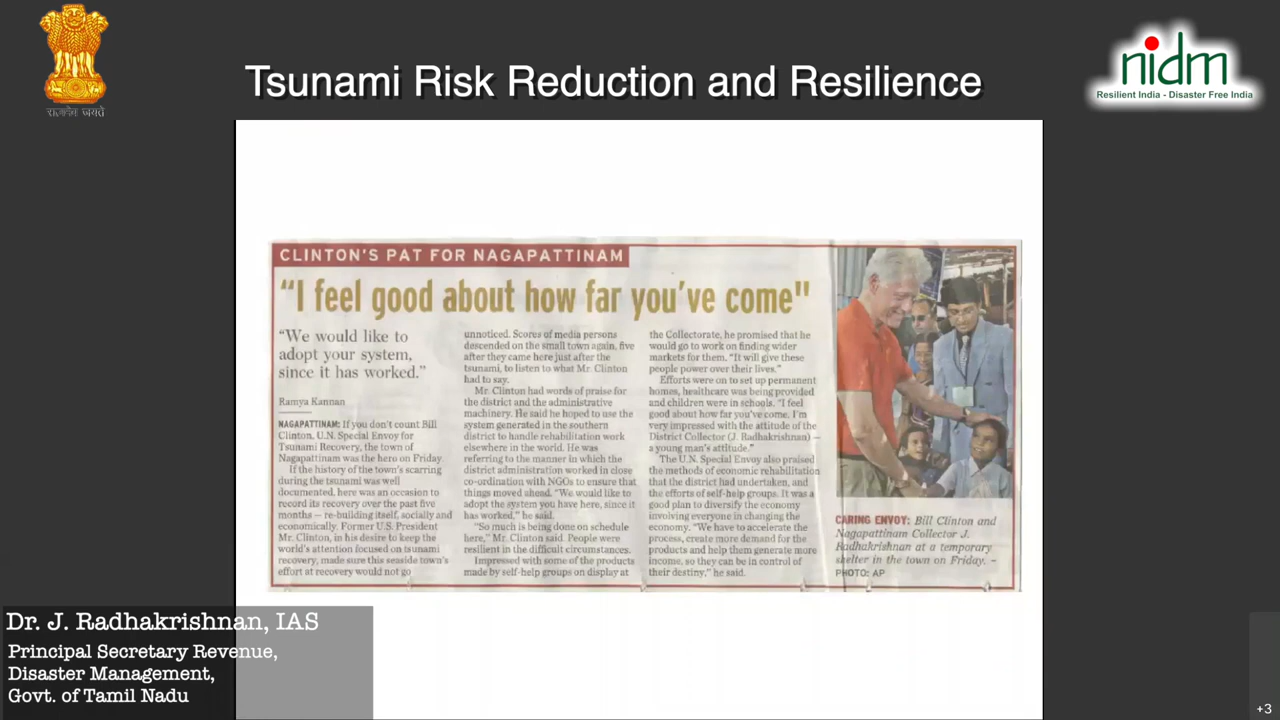 सत्यमेव जयते
Tsunami Risk Reduction and Resilience
nidm
Resilient India - Disaster Free India
CLINTON'S PAT FOR NAGAPATTINAM
"I feel good about how far you've come"
"We would like to
adopt your system,
since it has worked."
Ramya Kannan
NAGAPATTINAM: If you don't count Bill
Clinton, U.N. Special Envoy for
Tsunami Recovery, the town of
Nagapattinam was the hero on Friday.
If the history of the town's scarring
during the tsunami was well
documented, here was an occasion to
record its recovery over the past five
months — re-building itself, socially and
economically. Former U.S. President
Mr. Clinton, in his desire to keep the
world's attention focused on tsunami
recovery, made sure this seaside town's
effort at recovery would not go
unnoticed. Scores of media persons
descended on the small town again, five
after they came here just after the
tsunami, to listen to what Mr. Clinton
had to say.
Mr. Clinton had words of praise for
the district and the administrative
machinery. He said he hoped to use the
system generated in the southern
district to handle rehabilitation work
elsewhere in the world. He was
referring to the manner in which the
district administration worked in close
co-ordination with NGOs to ensure that
things moved ahead. "We would like to
adopt the system you have here, since it
has worked," he said.
"So much is being done on schedule
here," Mr. Clinton said. People were
resilient in the difficult circumstances.
Impressed with some of the products
made by self-help groups on display at
the Collectorate, he promised that he
would go to work on finding wider
markets for them. "It will give these
people power over their lives."
Efforts were on to set up permanent
homes, healthcare was being provided
and children were in schools. "I feel
good about how far you've come. I'm
very impressed with the attitude of the
District Collector (J. Radhakrishnan) —
a young man's attitude."
The U.N. Special Envoy also praised
the methods of economic rehabilitation
that the district had undertaken, and
the efforts of self-help groups. It was a
good plan to diversify the economy
involving everyone in changing the
economy. "We have to accelerate the
process, create more demand for the
products and help them generate more
income, so they can be in control of
their destiny," he said.
CARING ENVOY: Bill Clinton and
Nagapattinam Collector J.
Radhakrishnan at a temporary
shelter in the town on Friday. –
PHOTO: AP
Dr. J. Radhakrishnan, IAS
Principal Secretary Revenue,
Disaster Management,
Govt. of Tamil Nadu
+3